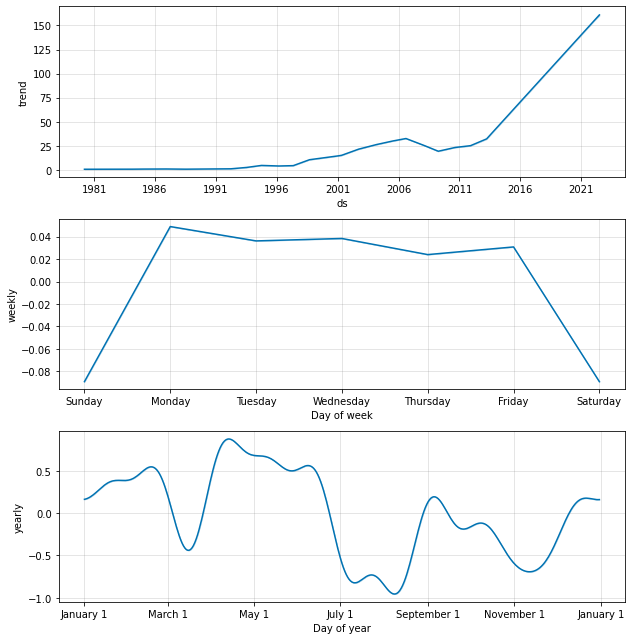 150
125
100
75
50
25
0
trend
1981 1986 1991 1996 2001 2006 2011 2016 2021
ds
0.04
0.02
0.00
−0.02
−0.04
−0.06
−0.08
weekly
Sunday Monday Tuesday Wednesday Thursday Friday Saturday
Day of week
0.5
0.0
−0.5
−1.0
yearly
January 1 March 1 May 1 July 1 September 1 November 1 January 1
Day of year